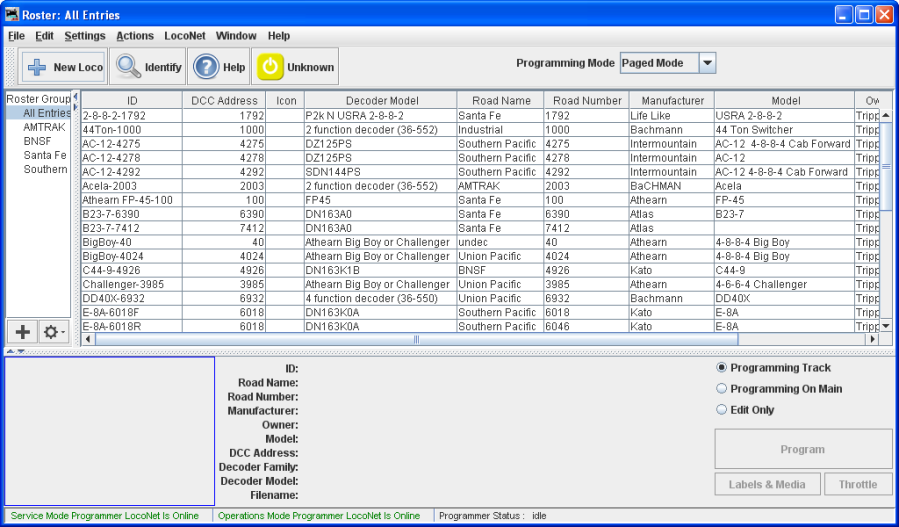 Roster: All Entries
File Edit Settings Actions LocoNet Window Help
New Loco Identify Help Unknown Programming Mode Paged Mode
Roster Group
All Entries
AMTRAK
BNSF
Santa Fe
Southern
ID DCC Address Icon Decoder Model Road Name Road Number Manufacturer Model Ow
2-8-8-2-1792 1792 P2k N USRA 2-8-8-2 Santa Fe 1792 Life Like USRA 2-8-8-2 Tripp
44Ton-1000 1000 2 function decoder (36-552) Industrial 1000 Bachmann 44 Ton Switcher Tripp
AC-12-4275 4275 DZ125PS Southern Pacific 4275 Intermountain AC-12 4-8-8-4 Cab Forward Tripp
AC-12-4278 4278 DZ125PS Southern Pacific 4278 Intermountain AC-12 Tripp
AC-12-4292 4292 SDN144PS Southern Pacific 4292 Intermountain AC-12 4-8-8-4 Cab Forward Tripp
Acela-2003 2003 2 function decoder (36-552) AMTRAK 2003 BaCHMAN Acela Tripp
Athearn FP-45-100 100 FP45 Santa Fe 100 Athearn FP-45 Tripp
B23-7-6390 6390 DN163A0 Santa Fe 6390 Atlas B23-7 Tripp
B23-7-7412 7412 DN163A0 Santa Fe 7412 Atlas Tripp
BigBoy-40 40 Athearn Big Boy or Challenger undec 40 Athearn 4-8-8-4 Big Boy Tripp
BigBoy-4024 4024 Athearn Big Boy or Challenger Union Pacific 4024 Athearn 4-8-8-4 Big Boy Tripp
C44-9-4926 4926 DN163K1B BNSF 4926 Kato C44-9 Tripp
Challenger-3985 3985 Athearn Big Boy or Challenger Union Pacific 3985 Athearn 4-6-6-4 Challenger Tripp
DD40X-6932 6932 4 function decoder (36-550) Union Pacific 6932 Bachmann DD40X Tripp
E-8A-6018F 6018 DN163K0A Southern Pacific 6018 Kato E-8A Tripp
E-8A-6018R 6018 DN163K0A Southern Pacific 6046 Kato E-8A Tripp
ID:
Road Name:
Road Number:
Manufacturer:
Owner:
Model:
DCC Address:
Decoder Family:
Decoder Model:
Filename:
Programming Track
Programming On Main
Edit Only
Program
Labels & Media Throttle
Service Mode Programmer LocoNet Is Online Operations Mode Programmer LocoNet Is Online Programmer Status : idle